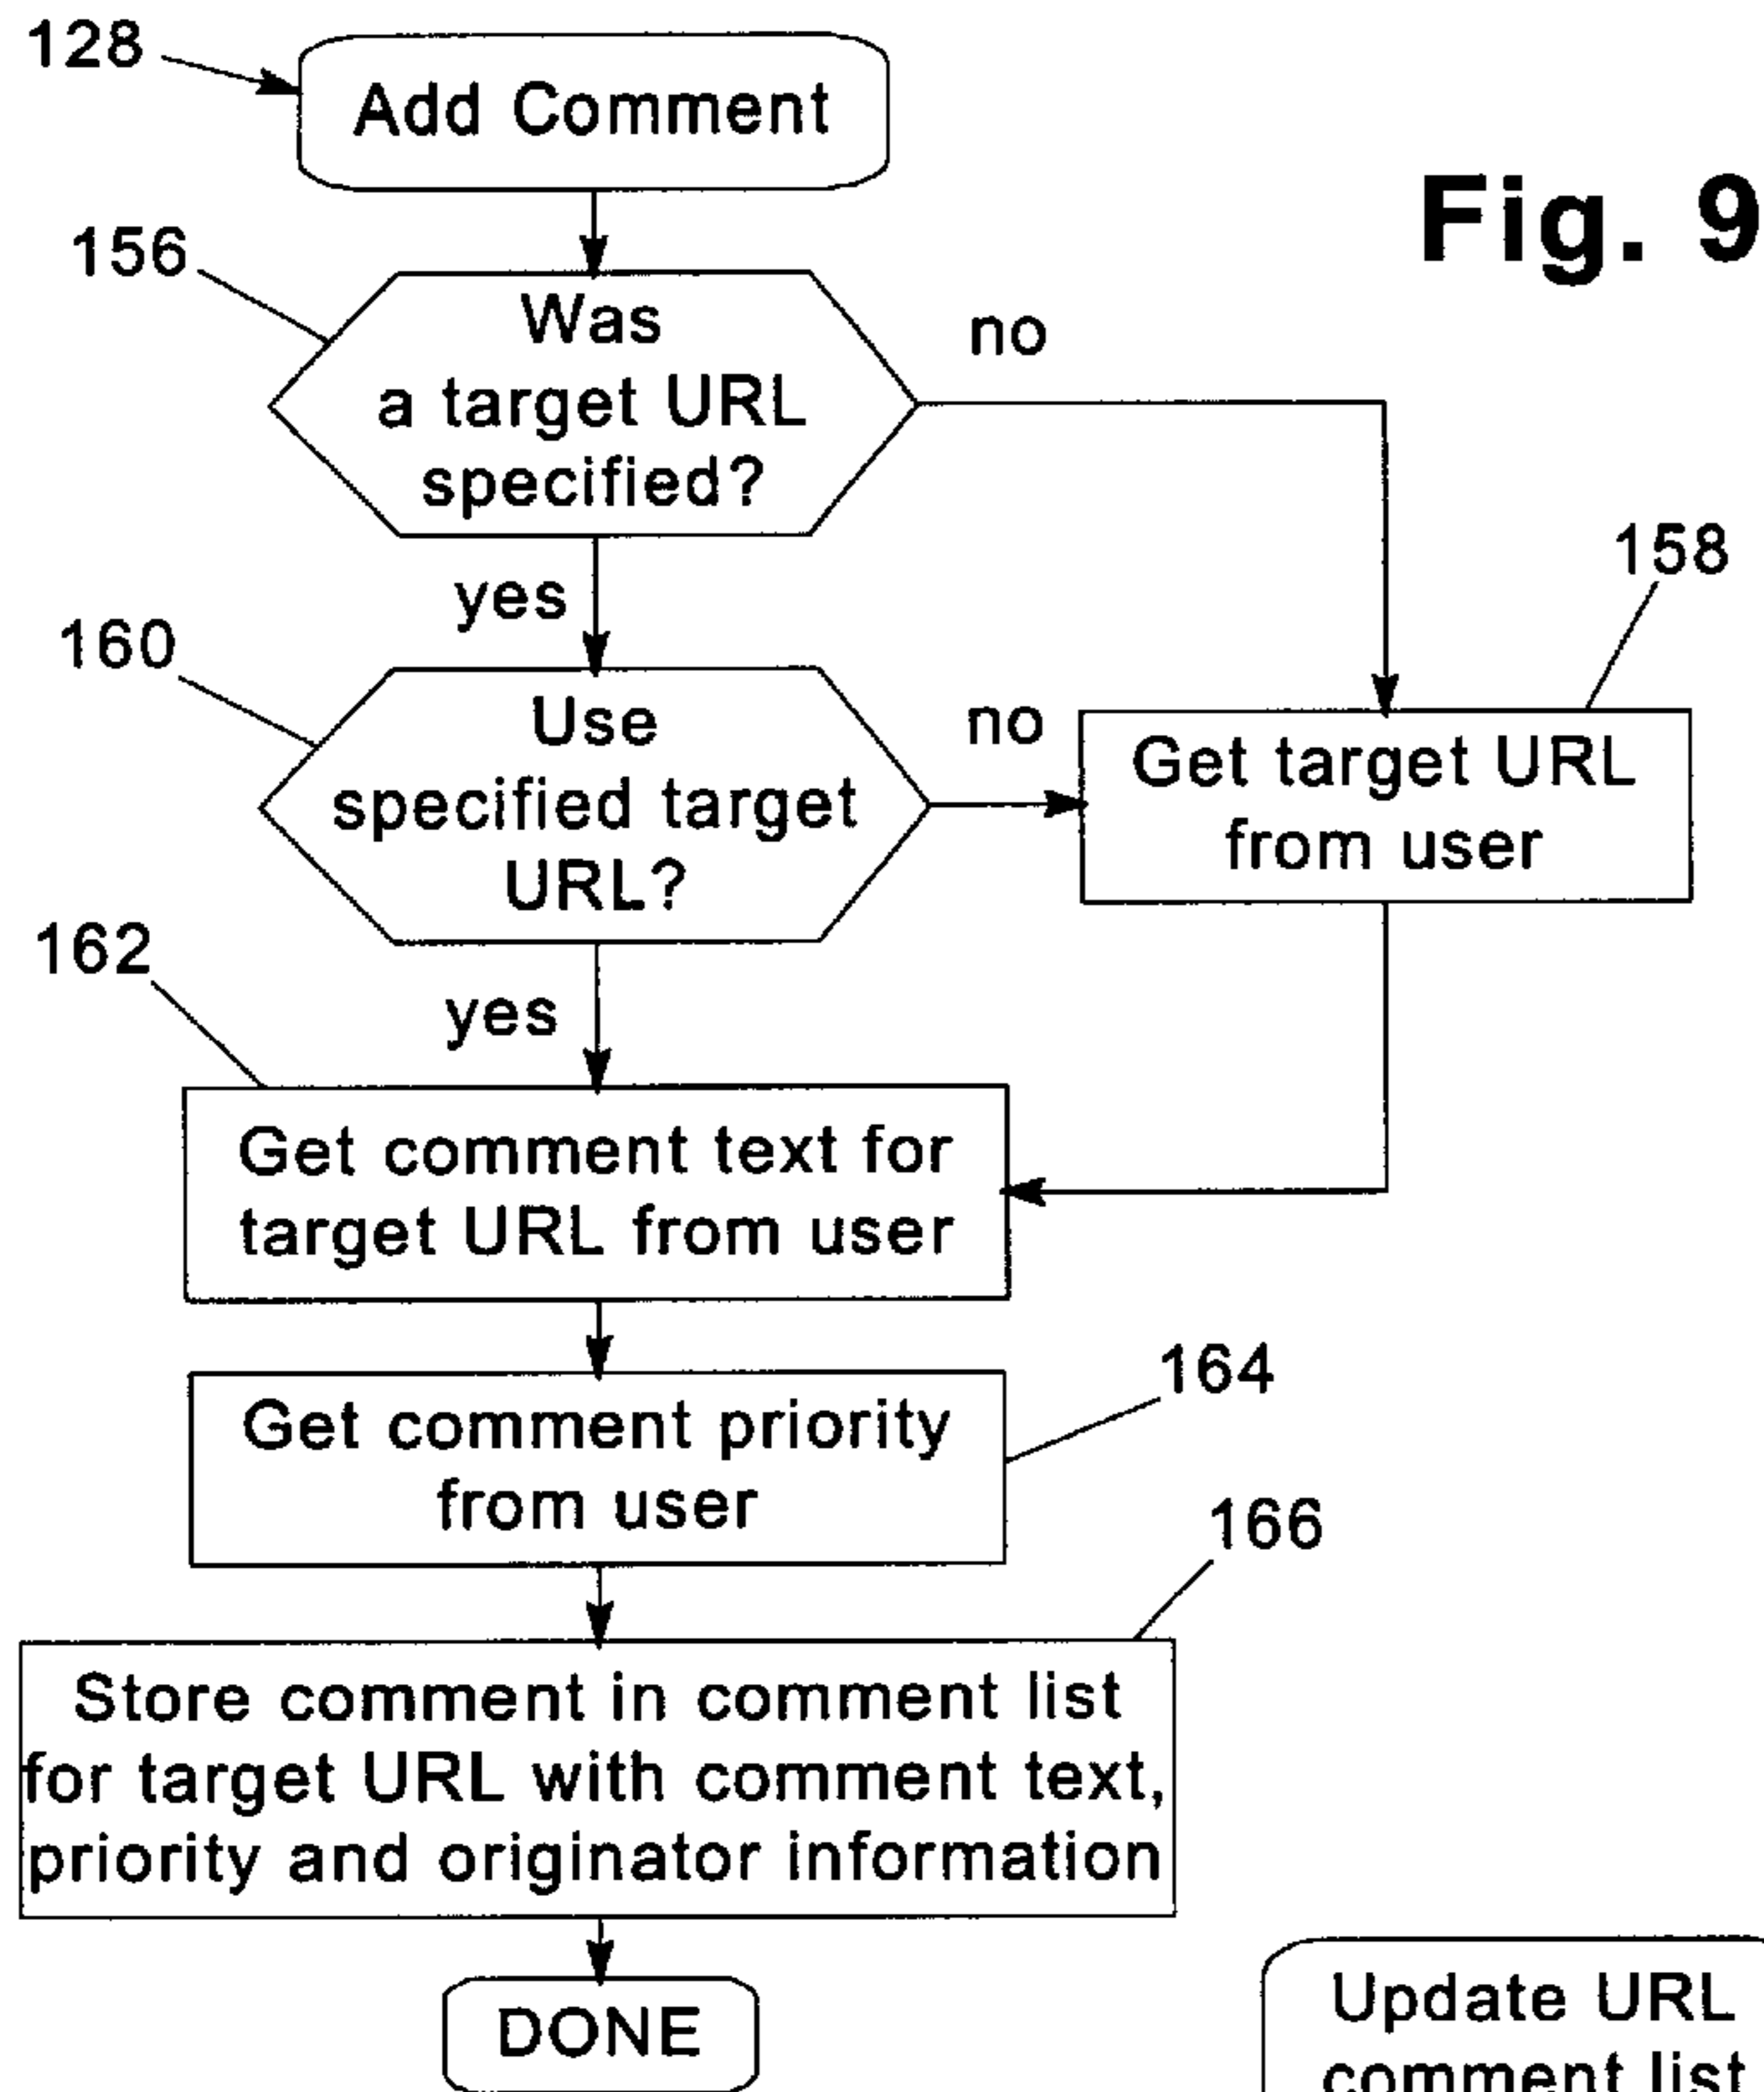 128
Add Comment
Fig. 9
156
Was
a target URL
specified?
no
yes
158
160
Use
specified target
URL?
no
Get target URL
from user
162
yes
Get comment text for
target URL from user
164
Get comment priority
from user
166
Store comment in comment list
for target URL with comment text,
priority and originator information
DONE
Update URL
comment list